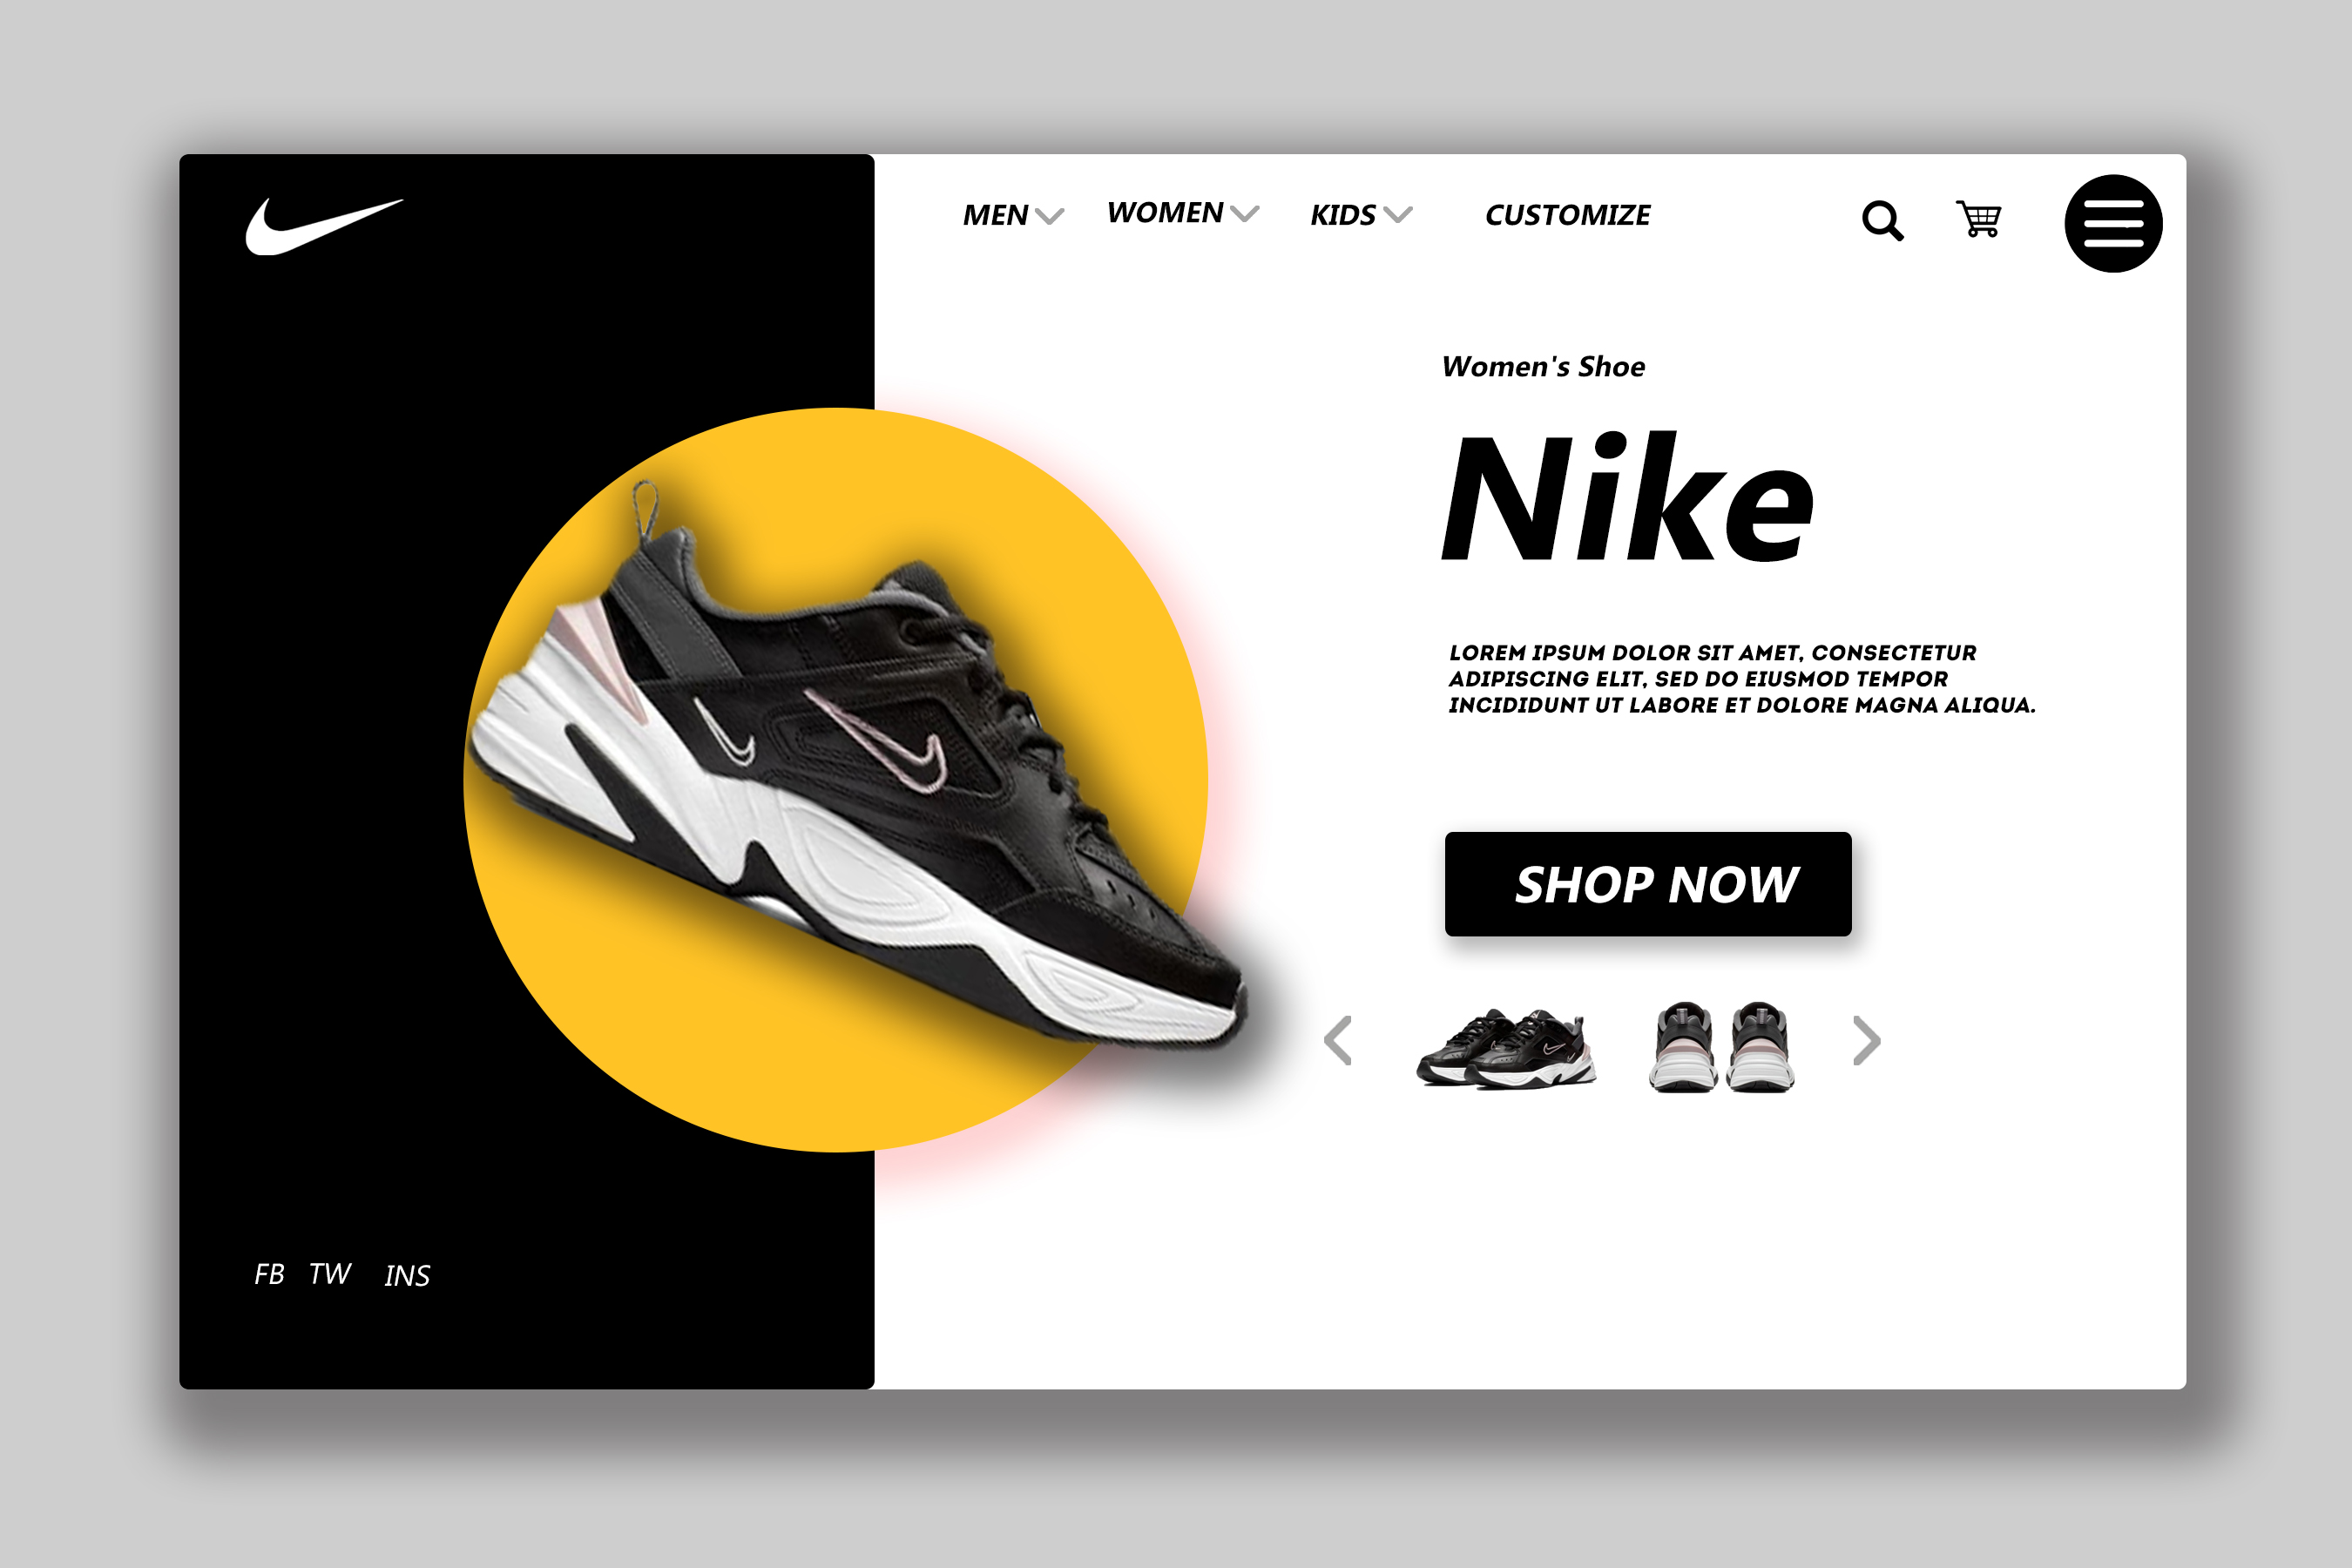 MEN WOMEN KIDS CUSTOMIZE
Women's Shoe
Nike
LOREM IPSUM DOLOR SIT AMET, CONSECTETUR
ADIPISCING ELIT, SED DO EIUSMOD TEMPOR
INCIDIDUNT UT LABORE ET DOLORE MAGNA ALIQUA.
SHOP NOW
FB TW INS